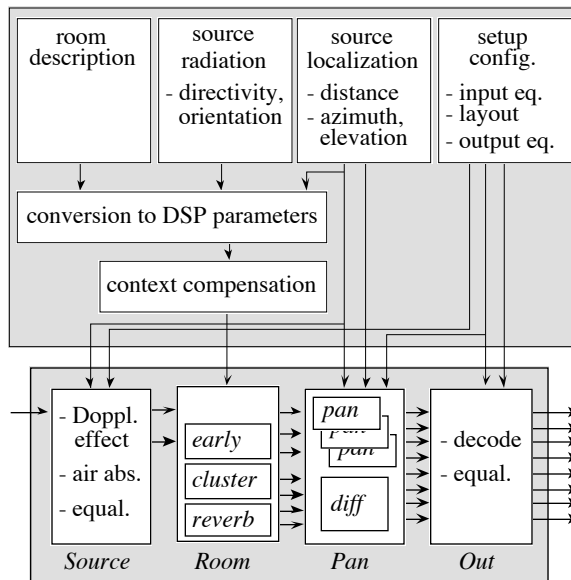 room
description
source
radiation
- directivity,
orientation
source
localization
- distance
- azimuth,
elevation
setup
config.
- input eq.
- layout
- output eq.
conversion to DSP parameters
context compensation
- Doppl.
effect
- air abs.
- equal.
early
cluster
reverb
pan
pan
pan
diff
- decode
- equal.
Source
Room
Pan
Out